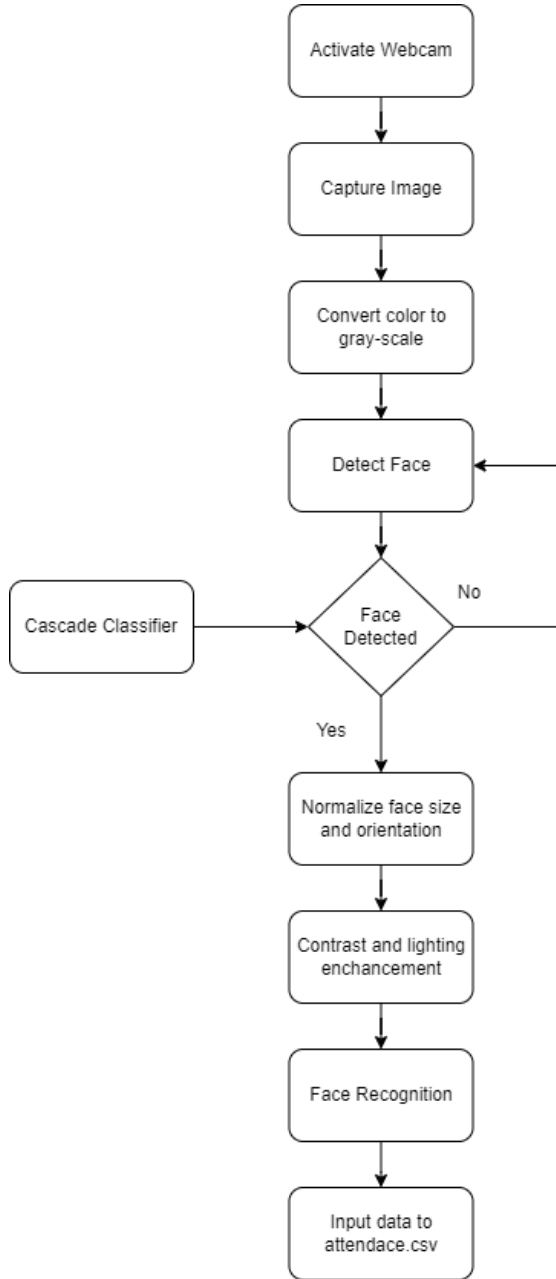 Activate Webcam
Capture Image
Convert color to
gray-scale
Detect Face
Cascade Classifier
Face
Detected
No
Yes
Normalize face size
and orientation
Contrast and lighting
enchancement
Face Recognition
Input data to
attendace.csv